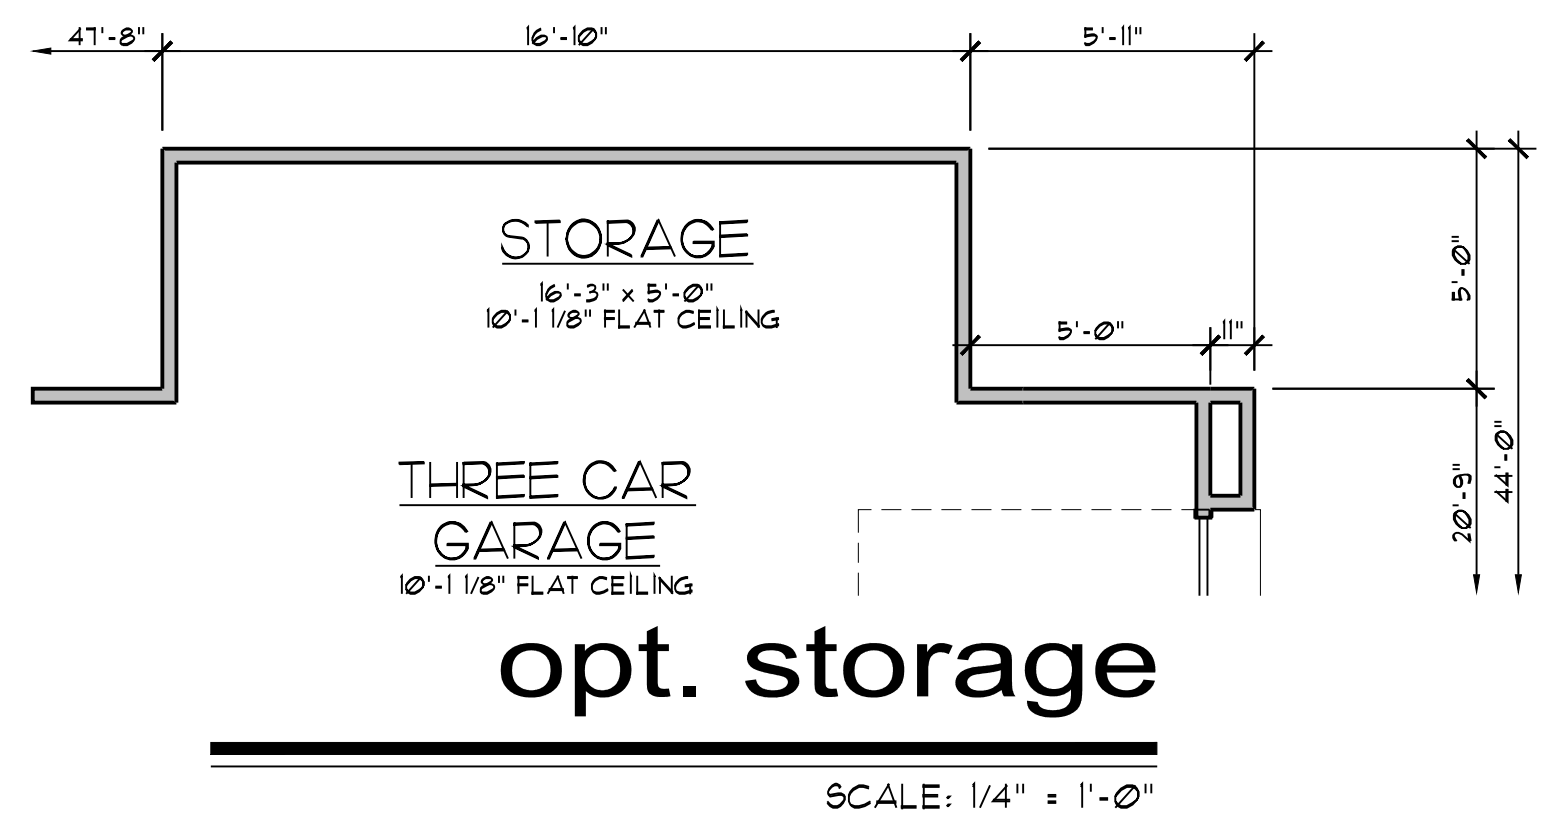 47'-8" 16'-10" 5'-11"
STORAGE
16'-3" x 5'-0"
10'-1 1/8" FLAT CEILING
5'-0"
5'-0" 11"
THREE CAR
GARAGE
10'-1 1/8" FLAT CEILING
20'-9"
44'-0"
opt. storage
SCALE: 1/4" = 1'-0"